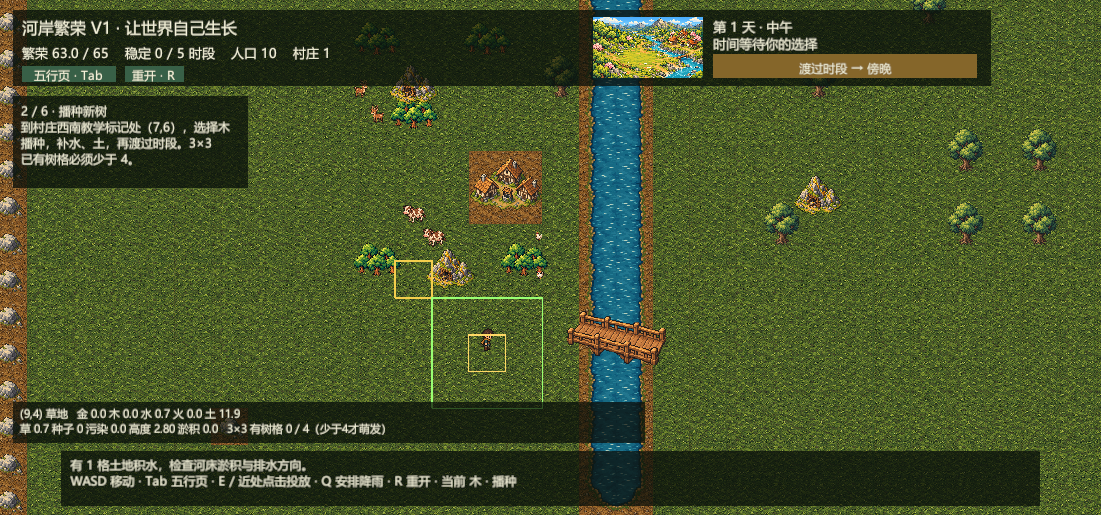 河岸繁荣 V1 · 让世界自己生长
繁荣 63.0 / 65 稳定 0 / 5 时段 人口 10 村庄 1
五行页 · Tab 重开 · R
第 1 天 · 中午
时间等待你的选择
渡过时段 → 傍晚
2 / 6 · 播种新树
到村庄西南教学标记处（7,6），选择木
播种，补水、土，再渡过时段。3×3
已有树格必须少于 4。
(9,4) 草地 金 0.0 木 0.0 水 0.7 火 0.0 土 11.9
草 0.7 种子 0 污染 0.0 高度 2.80 淤积 0.0 3×3 有树格 0 / 4（少于4才萌发）
有 1 格土地积水，检查河床淤积与排水方向。
WASD 移动 · Tab 五行页 · E / 近处点击投放 · Q 安排降雨 · R 重开 · 当前 木 · 播种